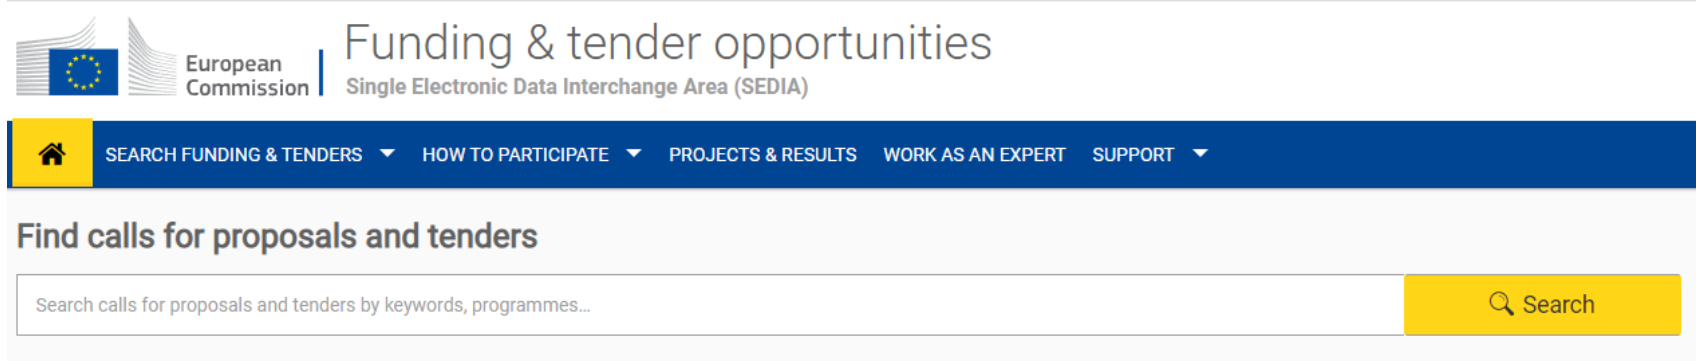 European
Commission
Funding & tender opportunities
Single Electronic Data Interchange Area (SEDIA)
SEARCH FUNDING & TENDERS HOW TO PARTICIPATE PROJECTS & RESULTS WORK AS AN EXPERT SUPPORT
Find calls for proposals and tenders
Search calls for proposals and tenders by keywords, programmes... Search